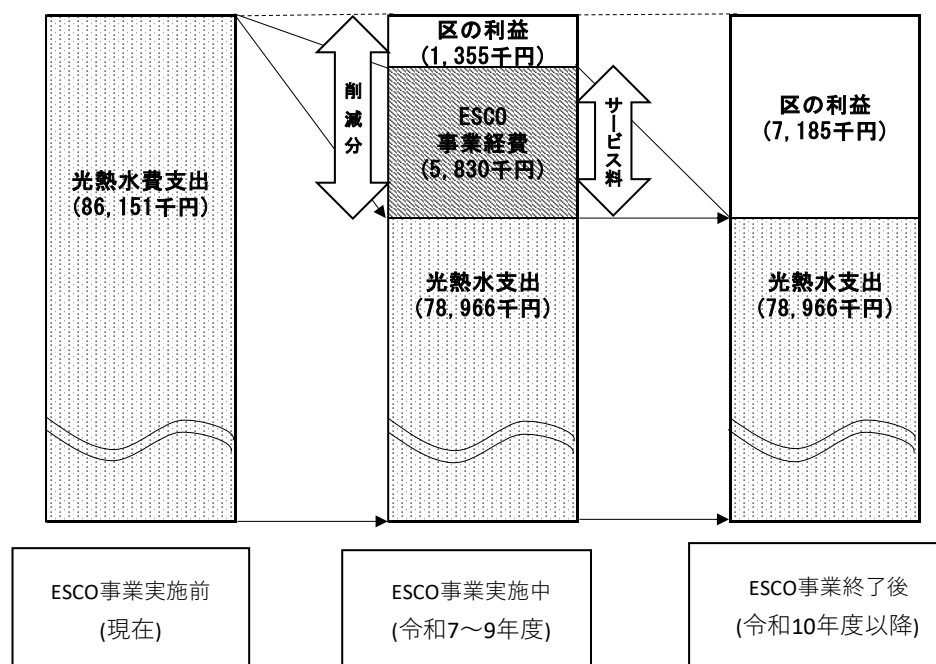 光熱水費支出
(86,151千円)
削減分
区の利益
(1,355千円)
ESCO
事業経費
(5,830千円)
サービス料
光熱水支出
(78,966千円)
区の利益
(7,185千円)
光熱水支出
(78,966千円)
ESCO事業実施前
(現在)
ESCO事業実施中
(令和7～9年度)
ESCO事業終了後
(令和10年度以降)